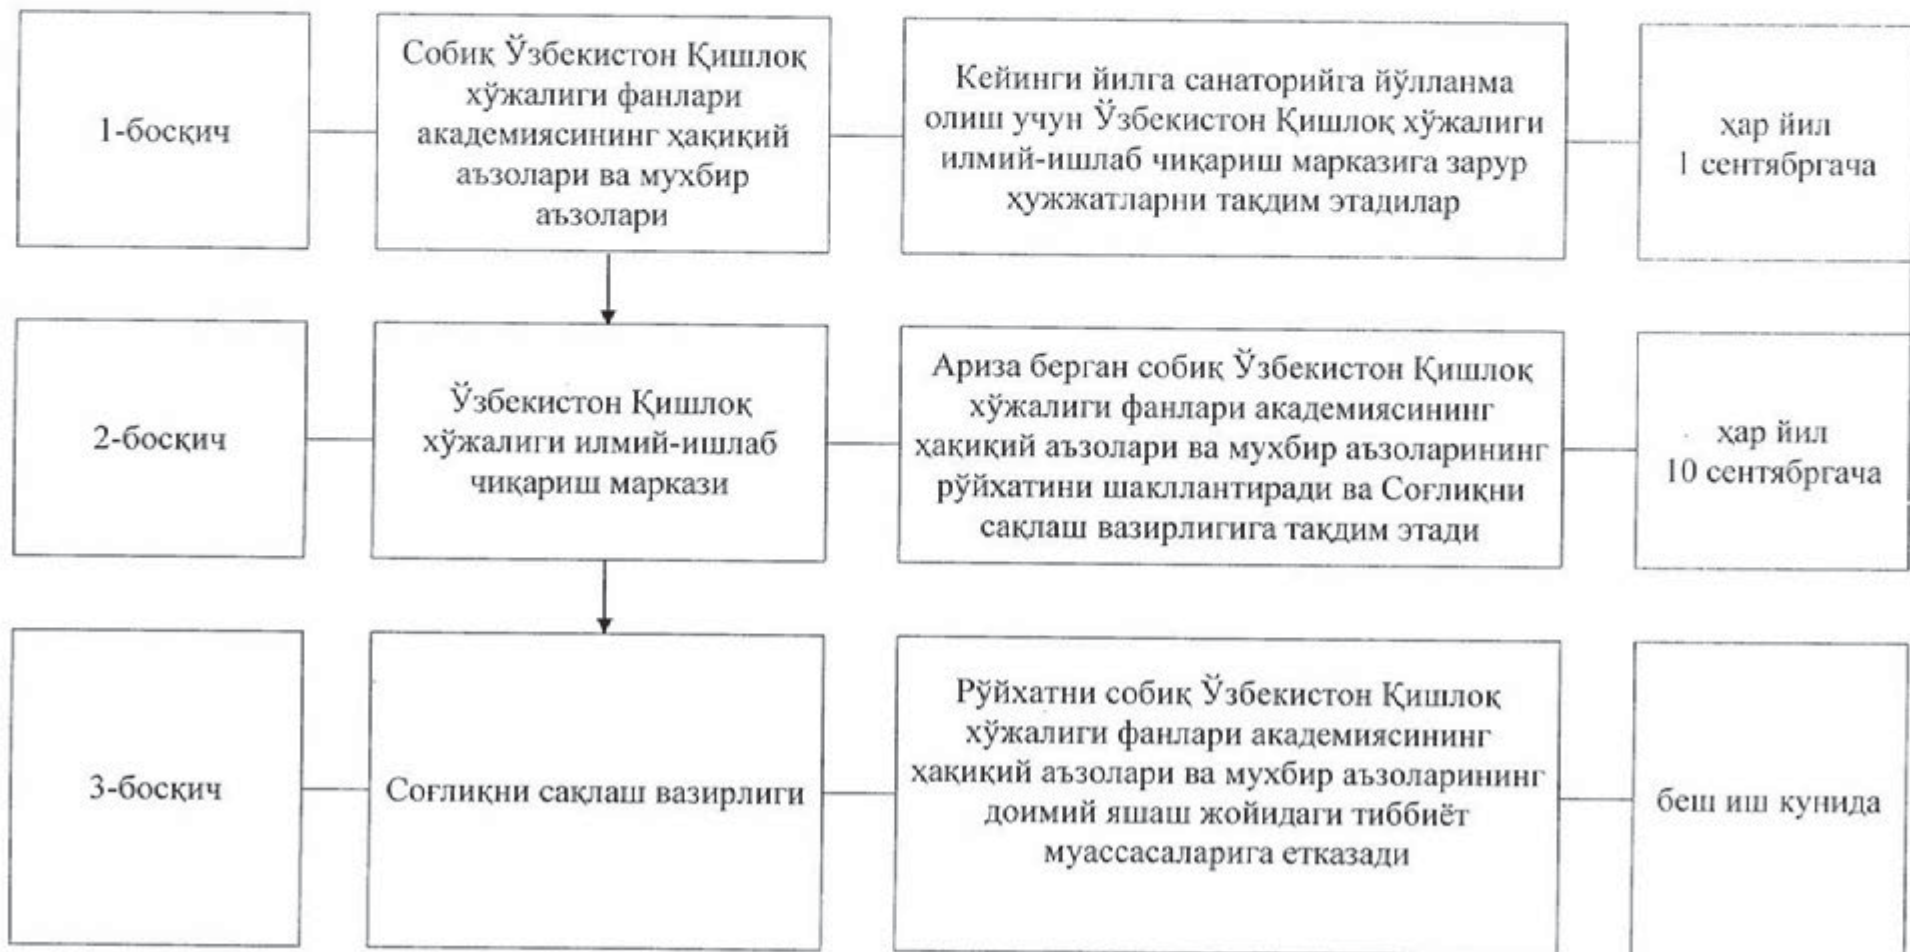 1-босқич
Собиқ Ўзбекистон Қишлоқ
хўжалиги фанлари
академиясининг ҳақиқий
аъзолари ва мухбир
аъзолари
Кейинги йилга санаторийга йўлланма
олиш учун Ўзбекистон Қишлоқ хўжалиги
илмий-ишлаб чиқариш марказига зарур
ҳужжатларни тақдим этадилар
ҳар йил
1 сентябргача
2-босқич
Ўзбекистон Қишлоқ
хўжалиги илмий-ишлаб
чиқариш маркази
Ариза берган собиқ Ўзбекистон Қишлоқ
хўжалиги фанлари академиясининг
ҳақиқий аъзолари ва мухбир аъзоларининг
рўйхатини шакллантиради ва Соғлиқни
сақлаш вазирлигига тақдим этади
ҳар йил
10 сентябргача
3-босқич
Соғлиқни сақлаш вазирлиги
Рўйхатни собиқ Ўзбекистон Қишлоқ
хўжалиги фанлари академиясининг
ҳақиқий аъзолари ва мухбир аъзоларининг
доимий яшаш жойидаги тиббиёт
муассасаларига етказади
беш иш кунида